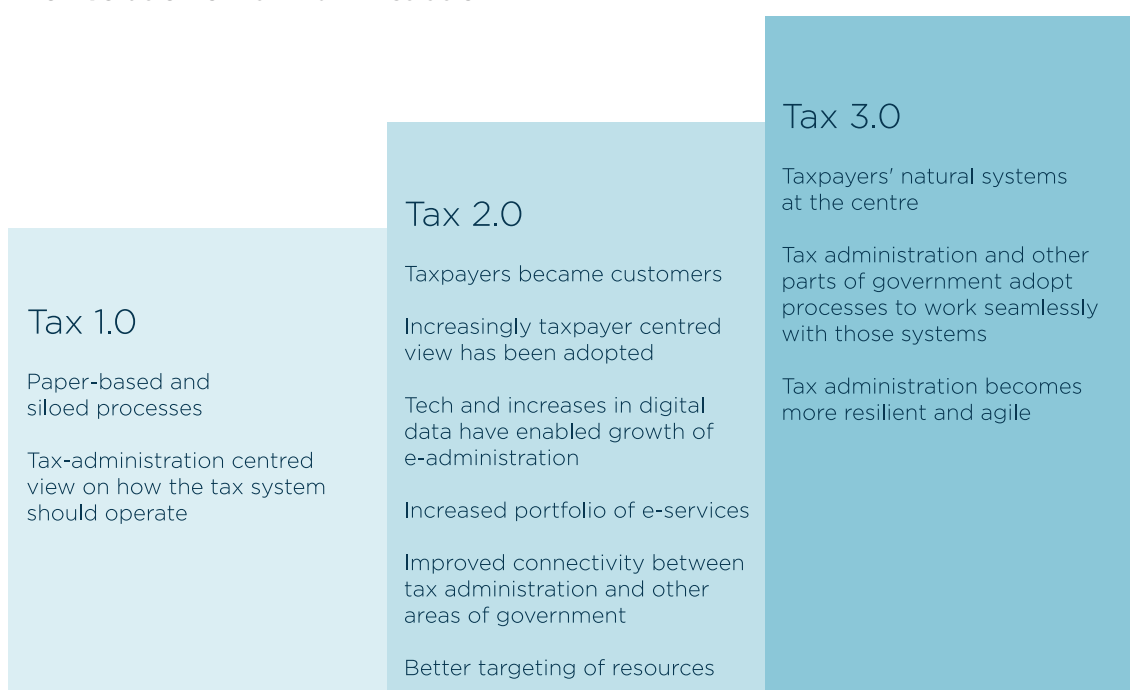 Tax 1.0
Paper-based and
siloed processes
Tax-administration centred
view on how the tax system
should operate
Tax 2.0
Taxpayers became customers
Increasingly taxpayer centred
view has been adopted
Tech and increases in digital
data have enabled growth of
e-administration
Increased portfolio of e-services
Improved connectivity between
tax administration and other
areas of government
Better targeting of resources
Tax 3.0
Taxpayers' natural systems
at the centre
Tax administration and other
parts of government adopt
processes to work seamlessly
with those systems
Tax administration becomes
more resilient and agile